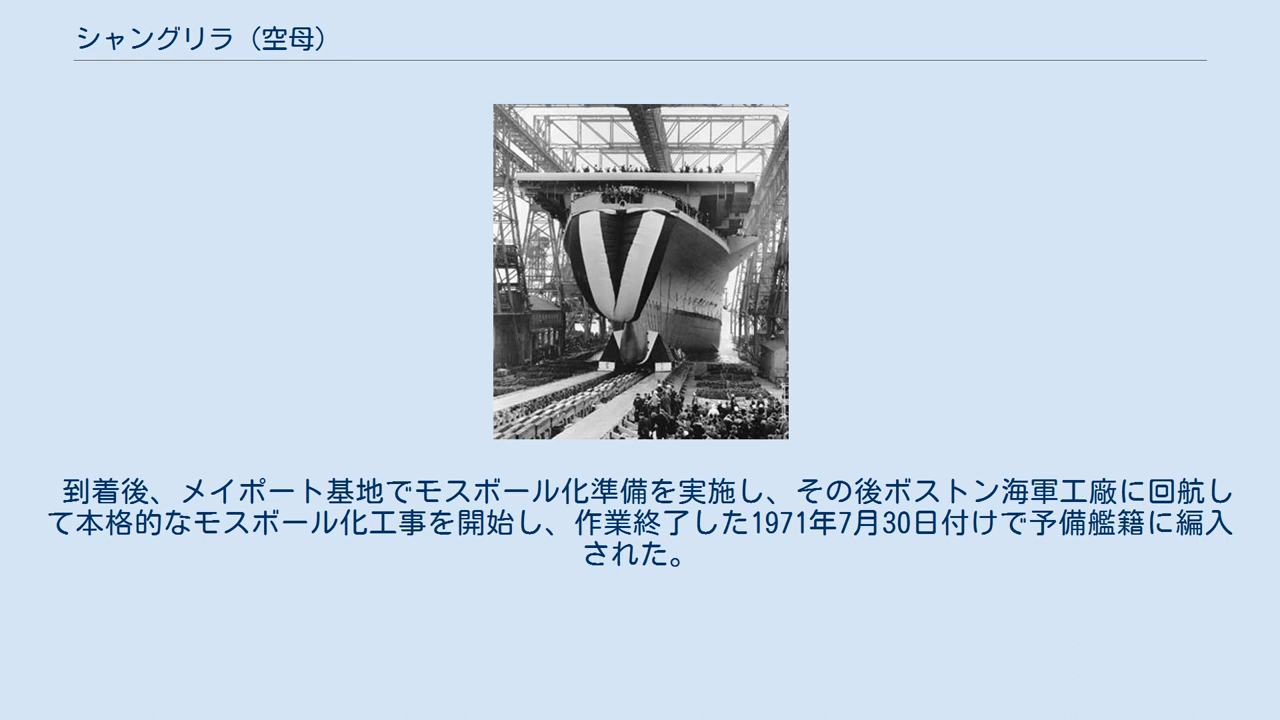 シャングリラ（空母）
到着後、メイポート基地でモスボール化準備を実施し、その後ボストン海軍工廠に回航し
て本格的なモスボール化工事を開始し、作業終了した1971年7月30日付けで予備艦籍に編入
された。